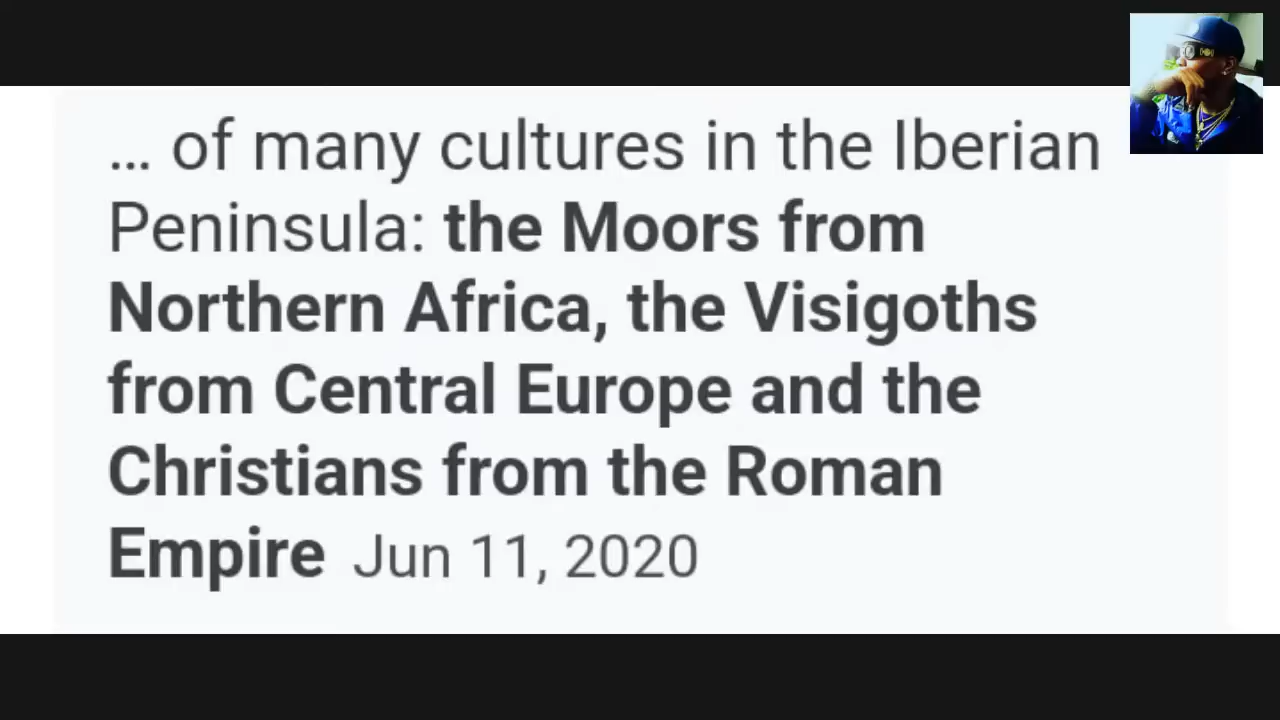 ... of many cultures in the Iberian
Peninsula: the Moors from
Northern Africa, the Visigoths
from Central Europe and the
Christians from the Roman
Empire Jun 11, 2020